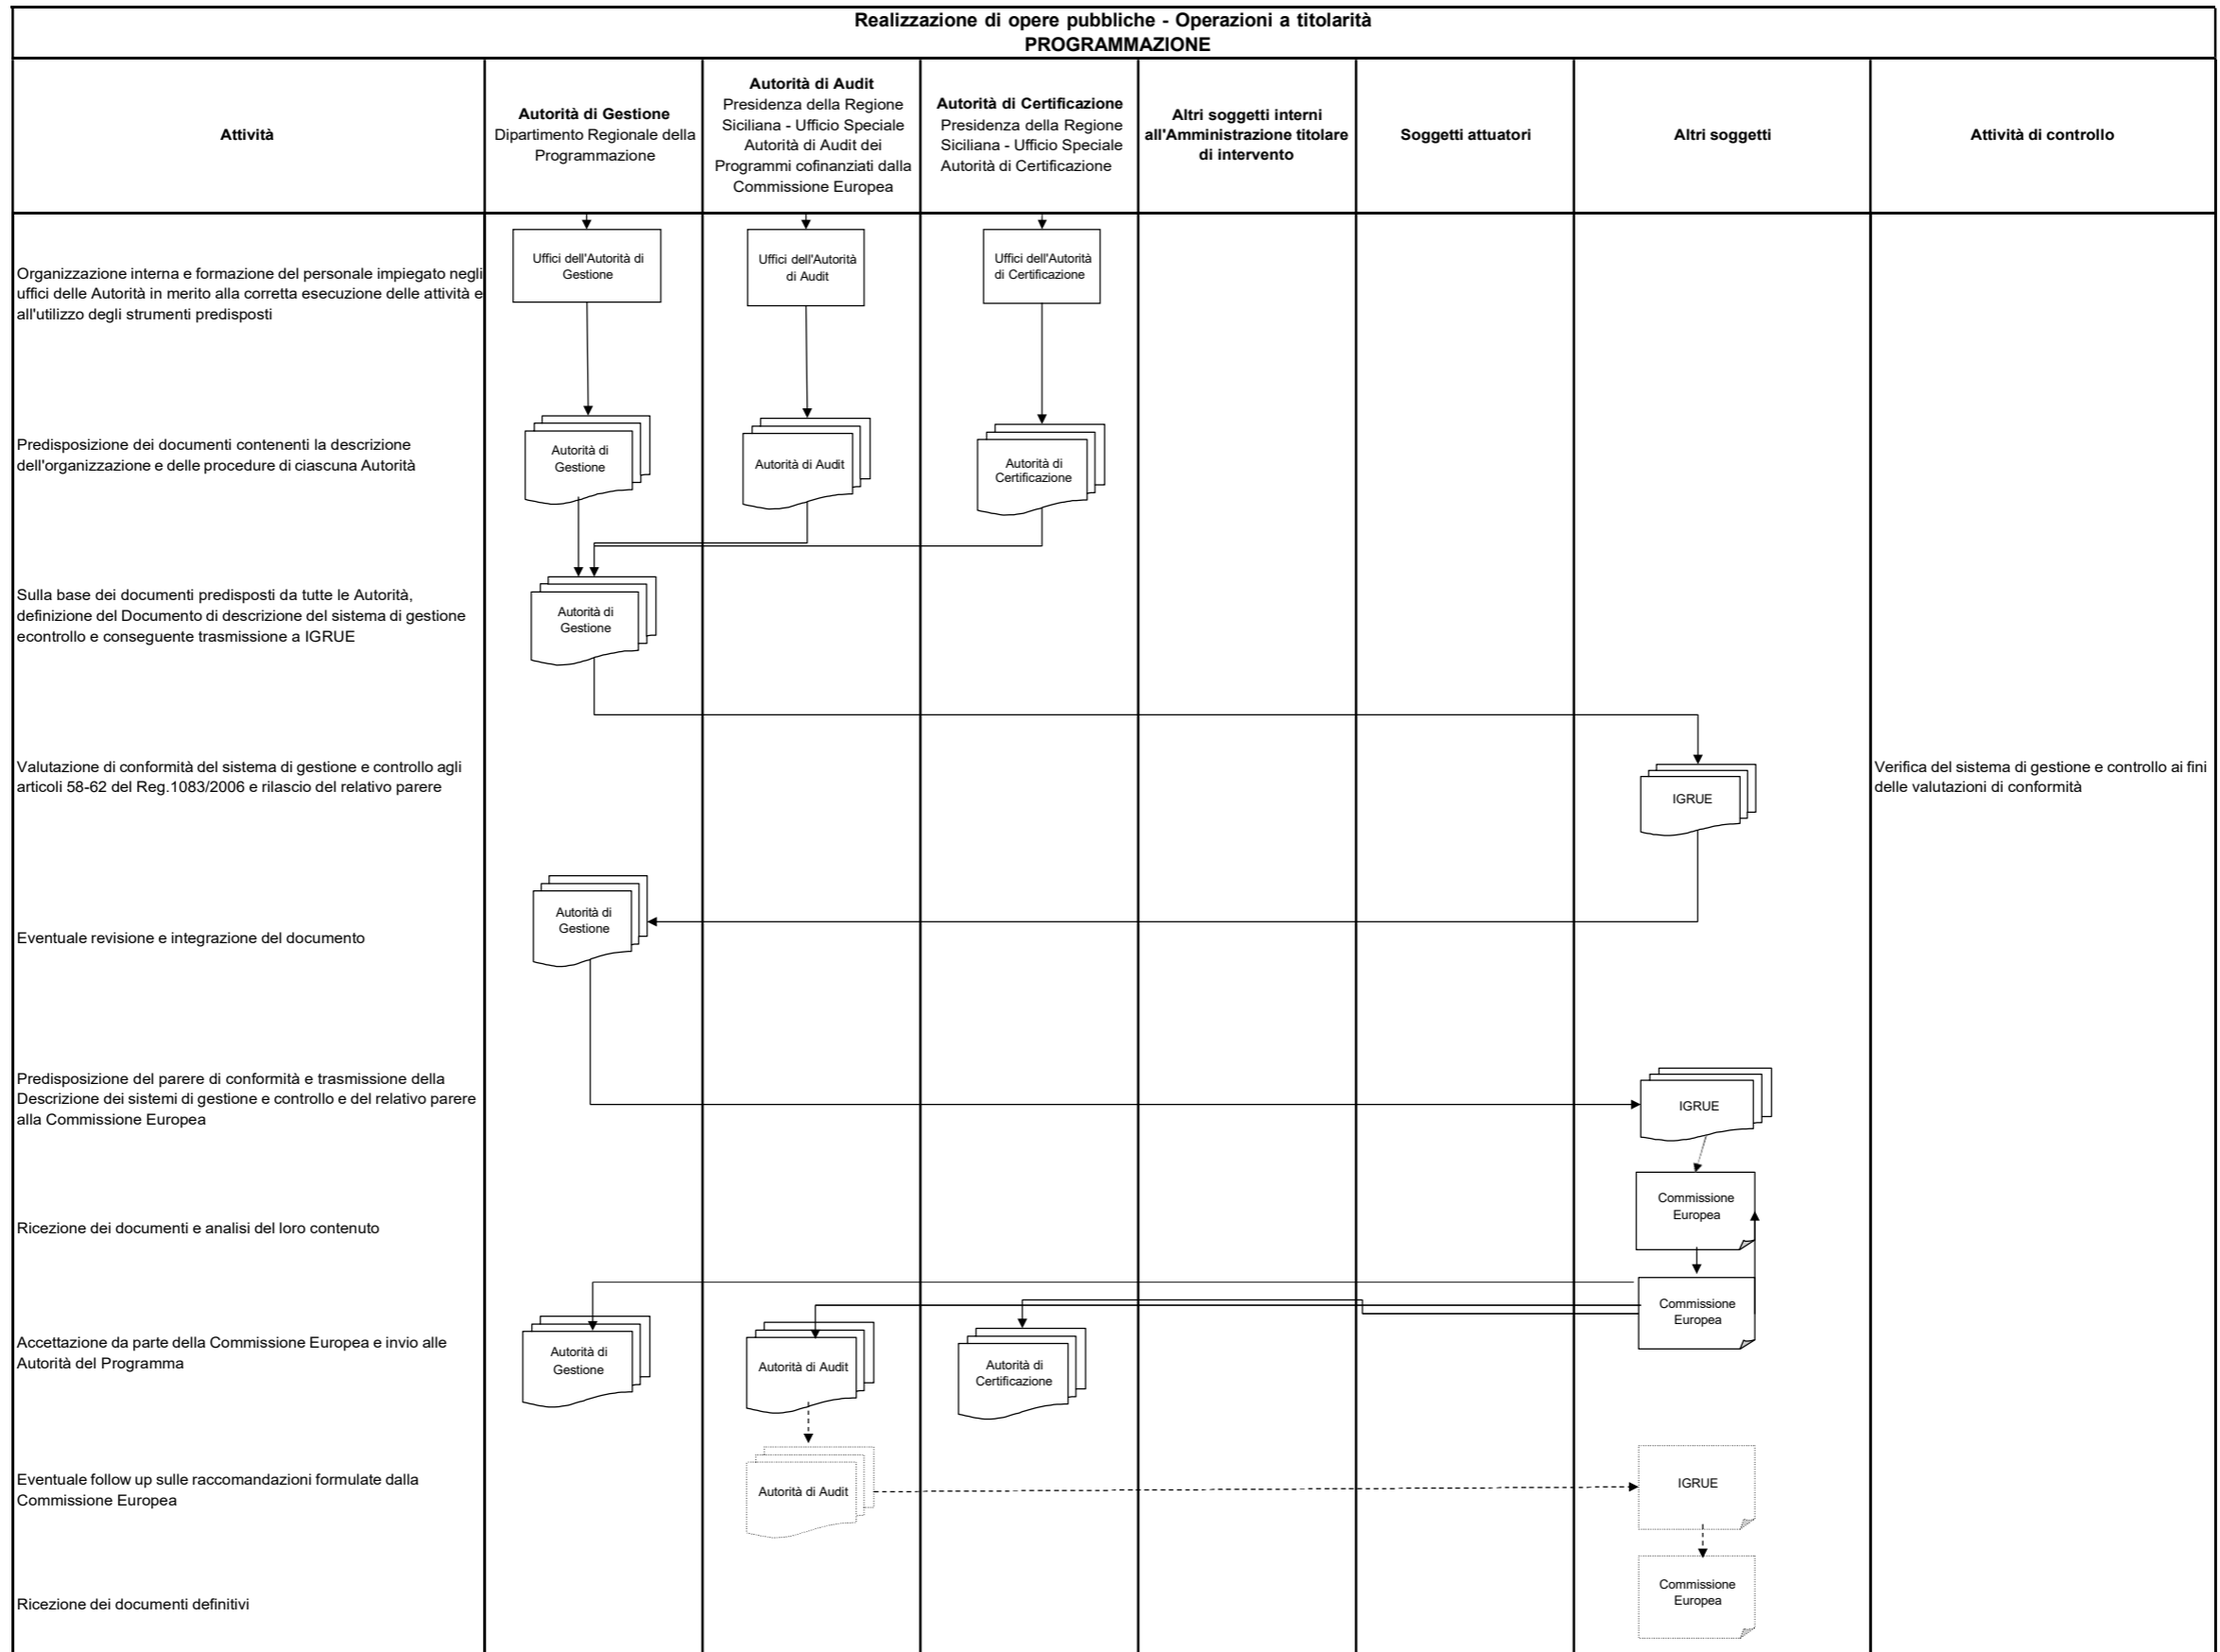 Realizzazione di opere pubbliche - Operazioni a titolarità
PROGRAMMAZIONE
Attività
Autorità di Gestione
Dipartimento Regionale della
Programmazione
Autorità di Audit
Presidenza della Regione
Siciliana - Ufficio Speciale
Autorità di Audit dei
Programmi cofinanziati dalla
Commissione Europea
Autorità di Certificazione
Presidenza della Regione
Siciliana - Ufficio Speciale
Autorità di Certificazione
Altri soggetti interni
all'Amministrazione titolare
di intervento
Soggetti attuatori
Altri soggetti
Attività di controllo
Organizzazione interna e formazione del personale impiegato negli
uffici delle Autorità in merito alla corretta esecuzione delle attività e
all'utilizzo degli strumenti predisposti
Uffici dell'Autorità di
Gestione
Uffici dell'Autorità
di Audit
Uffici dell'Autorità
di Certificazione
Predisposizione dei documenti contenenti la descrizione
dell'organizzazione e delle procedure di ciascuna Autorità
Autorità di
Gestione
Autorità di Audit
Autorità di
Certificazione
Sulla base dei documenti predisposti da tutte le Autorità,
definizione del Documento di descrizione del sistema di gestione
econtrollo e conseguente trasmissione a IGRUE
Autorità di
Gestione
Valutazione di conformità del sistema di gestione e controllo agli
articoli 58-62 del Reg.1083/2006 e rilascio del relativo parere
IGRUE
Verifica del sistema di gestione e controllo ai fini
delle valutazioni di conformità
Eventuale revisione e integrazione del documento
Autorità di
Gestione
Predisposizione del parere di conformità e trasmissione della
Descrizione dei sistemi di gestione e controllo e del relativo parere
alla Commissione Europea
IGRUE
Ricezione dei documenti e analisi del loro contenuto
Commissione
Europea
Accettazione da parte della Commissione Europea e invio alle
Autorità del Programma
Autorità di
Gestione
Autorità di Audit
Autorità di
Certificazione
Commissione
Europea
Eventuale follow up sulle raccomandazioni formulate dalla
Commissione Europea
Autorità di Audit
IGRUE
Ricezione dei documenti definitivi
Commissione
Europea